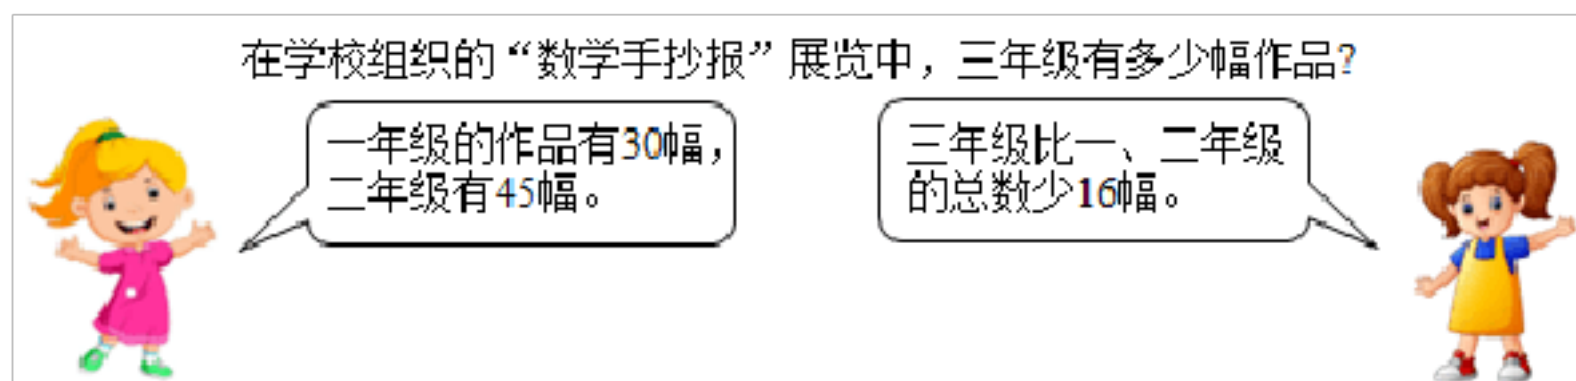 在学校组织的“数学手抄报”展览中，三年级有多少幅作品？
一年级的作品有30幅，
二年级有45幅。
三年级比一、二年级
的总数少16幅。